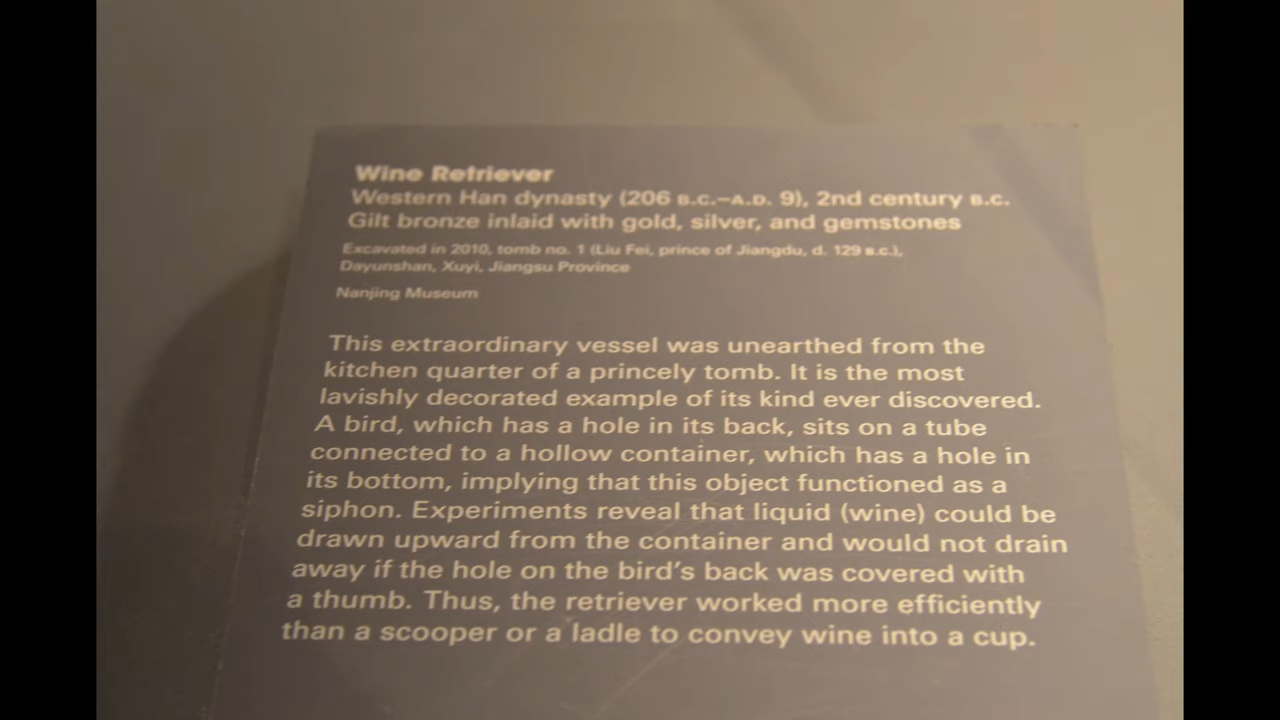 Wine Retriever
Western Han dynasty (206 B.C.–A.D. 9), 2nd century B.C.
Gilt bronze inlaid with gold, silver, and gemstones
Excavated in 2010, tomb no. 1 (Liu Fei, prince of Jiangdu, d. 129 B.C.),
Dayunshan, Xuyi, Jiangsu Province
Nanjing Museum
This extraordinary vessel was unearthed from the
kitchen quarter of a princely tomb. It is the most
lavishly decorated example of its kind ever discovered.
A bird, which has a hole in its back, sits on a tube
connected to a hollow container, which has a hole in
its bottom, implying that this object functioned as a
siphon. Experiments reveal that liquid (wine) could be
drawn upward from the container and would not drain
away if the hole on the bird's back was covered with
a thumb. Thus, the retriever worked more efficiently
than a scooper or a ladle to convey wine into a cup.